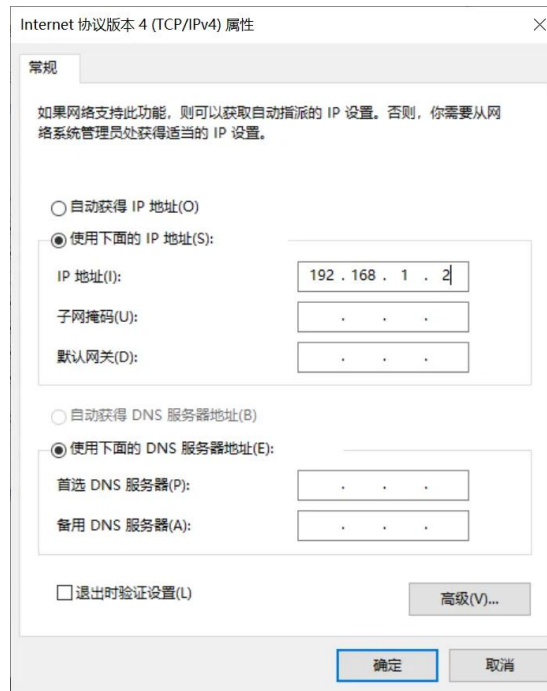 Internet 协议版本 4 (TCP/IPv4) 属性
常规
如果网络支持此功能，则可以获取自动指派的 IP 设置。否则，你需要从网
络系统管理员处获得适当的 IP 设置。
自动获得 IP 地址(O)
使用下面的 IP 地址(S):
IP 地址(I):
192 . 168 . 1 . 2
子网掩码(U):
. . .
默认网关(D):
. . .
自动获得 DNS 服务器地址(B)
使用下面的 DNS 服务器地址(E):
首选 DNS 服务器(P):
. . .
备用 DNS 服务器(A):
. . .
退出时验证设置(L)
高级(V)...
确定
取消